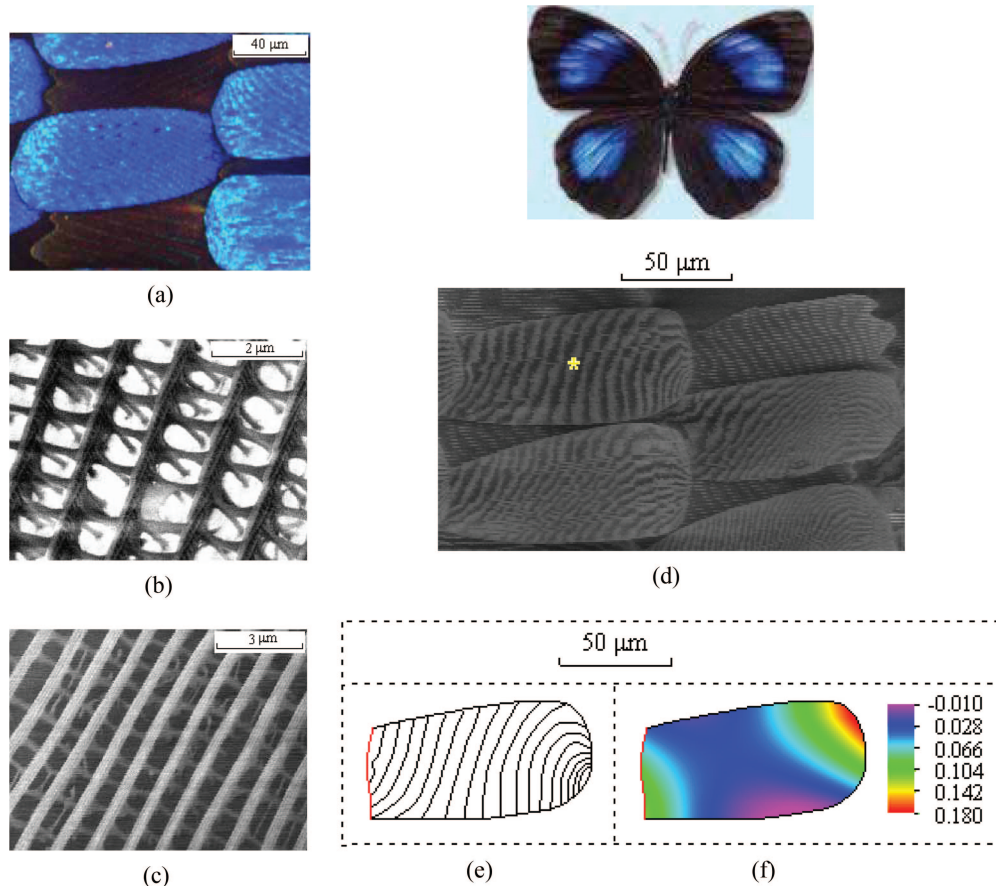 40 µm
(a)
2 µm
(b)
3 µm
(c)
50 µm
*
(d)
50 µm
(e)
-0.010
0.028
0.066
0.104
0.142
0.180
(f)